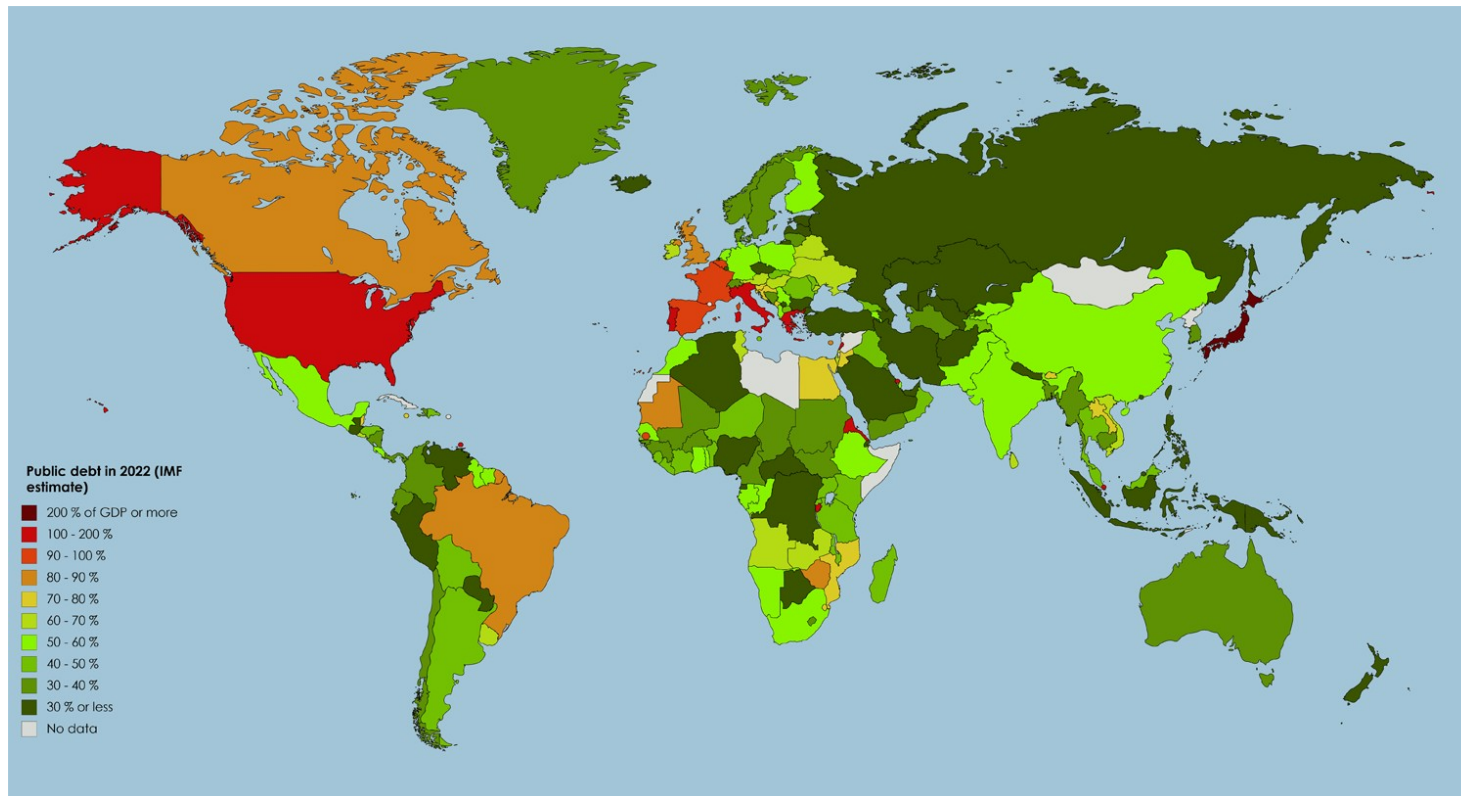 Public debt in 2022 (IMF
estimate)
200 % of GDP or more
100 - 200 %
90 - 100 %
80 - 90 %
70 - 80 %
60 - 70 %
50 - 60 %
40 - 50 %
30 - 40 %
30 % or less
No data